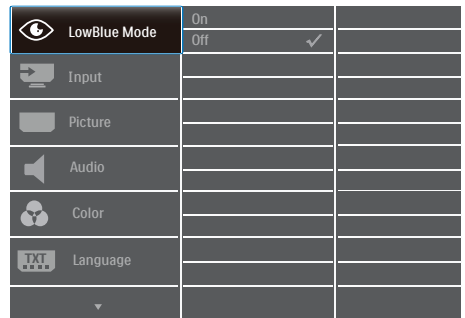 LowBlue Mode
On
Off
Input
Picture
Audio
Color
TXT
Language